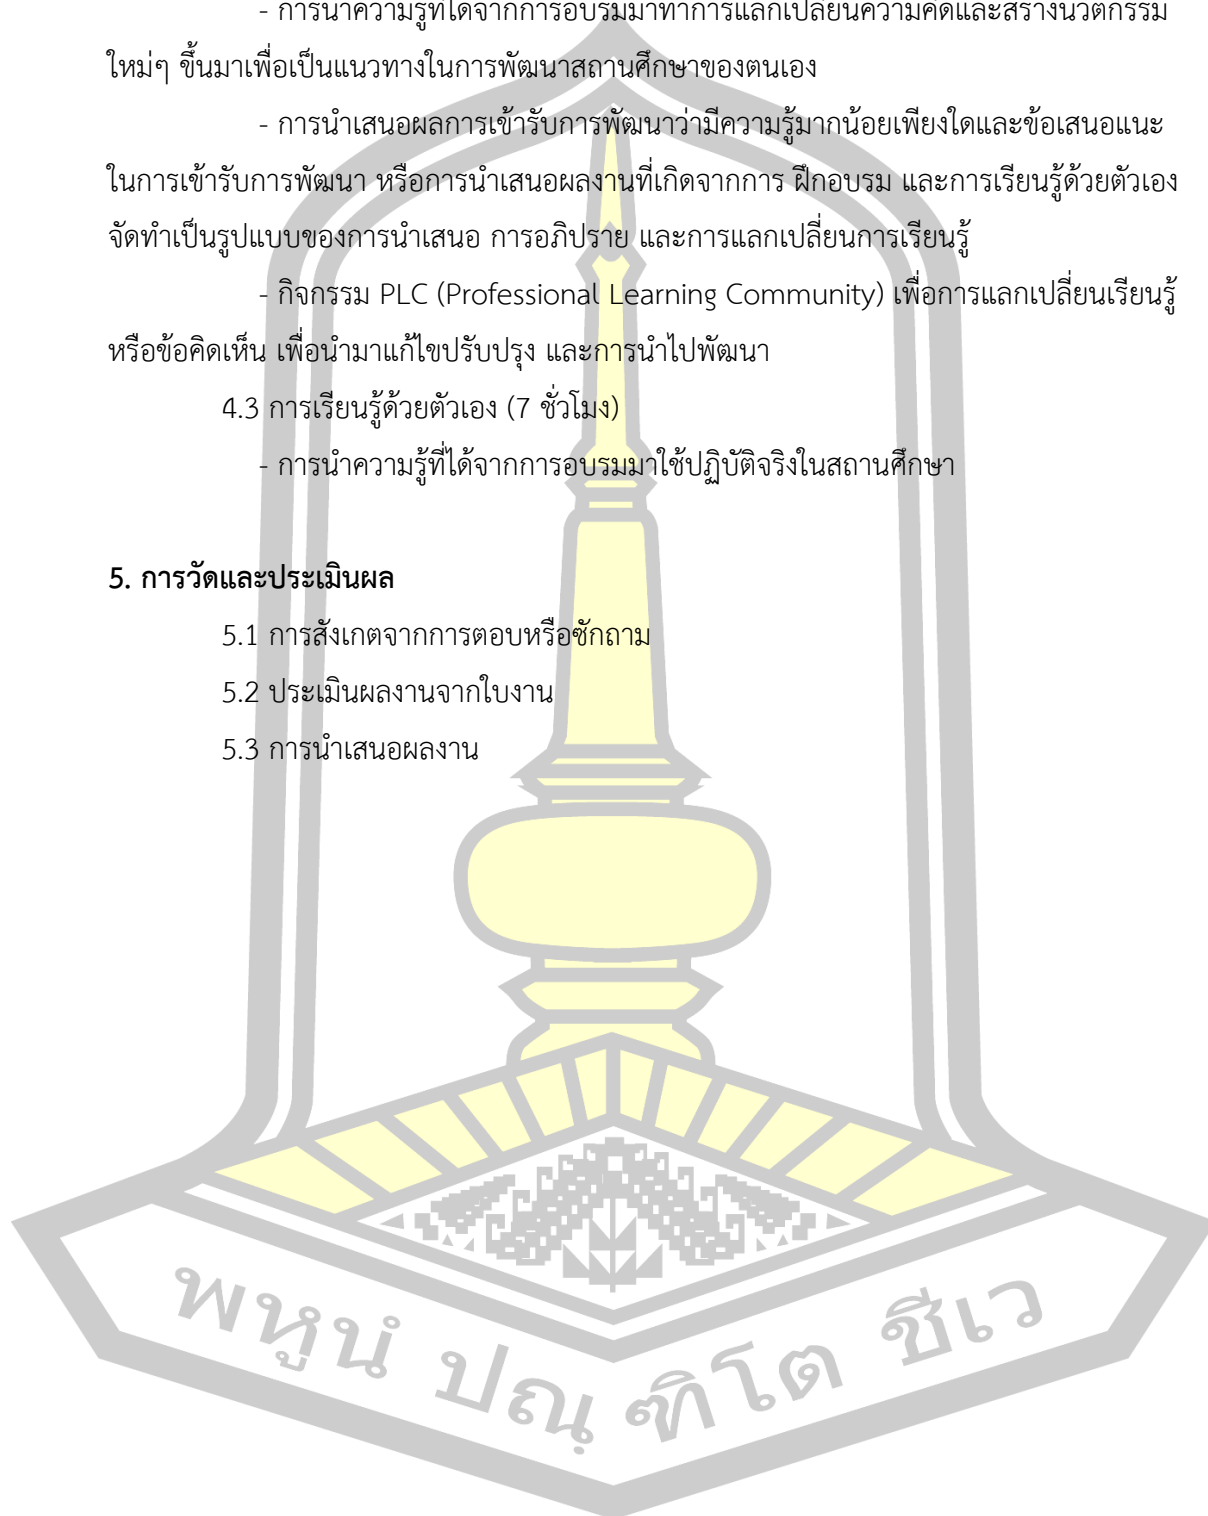 - การนำความรู้ที่ได้จากการอบรมมาทำการแลกเปลี่ยนความคิดและสร้างนวัตกรรม
ใหม่ๆ ขึ้นมาเพื่อเป็นแนวทางในการพัฒนาสถานศึกษาของตนเอง
- การนำเสนอผลการเข้ารับการพัฒนาว่ามีความรู้มากน้อยเพียงใดและข้อเสนอแนะ
ในการเข้ารับการพัฒนา หรือการนำเสนอผลงานที่เกิดจากการ ฝึกอบรม และการเรียนรู้ด้วยตัวเอง
จัดทำเป็นรูปแบบของการนำเสนอ การอภิปราย และการแลกเปลี่ยนการเรียนรู้
- กิจกรรม PLC (Professional Learning Community) เพื่อการแลกเปลี่ยนเรียนรู้
หรือข้อคิดเห็น เพื่อนำมาแก้ไขปรับปรุง และการนำไปพัฒนา
4.3 การเรียนรู้ด้วยตัวเอง (7 ชั่วโมง)
- การนำความรู้ที่ได้จากการอบรมมาใช้ปฏิบัติจริงในสถานศึกษา
5. การวัดและประเมินผล
5.1 การสังเกตจากการตอบหรือซักถาม
5.2 ประเมินผลงานจากใบงาน
5.3 การนำเสนอผลงาน
พหูนํ ปณฺฑิโต ชีเว